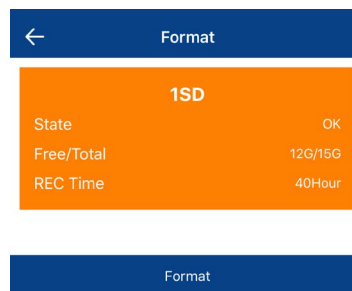 Format
1SD
State OK
Free/Total 12G/15G
REC Time 40Hour
Format